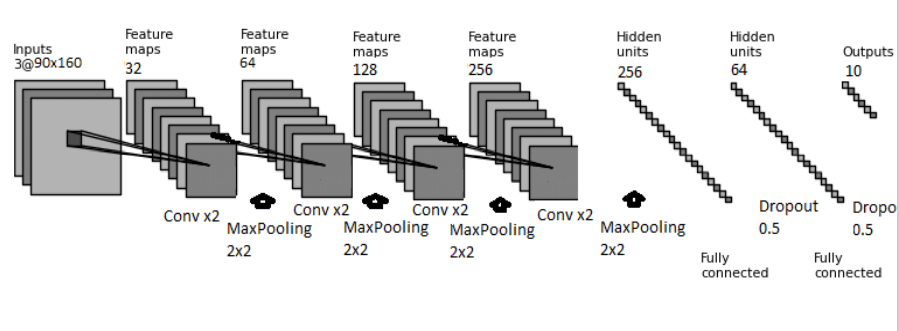 Inputs
3@90x160
Feature
maps
32
Feature
maps
64
Feature
maps
128
Feature
maps
256
Hidden
units
256
Hidden
units
64
Outputs
10
Conv x2
MaxPooling
2x2
Conv x2
MaxPooling
2x2
Conv x2
MaxPooling
2x2
Conv x2
MaxPooling
2x2
Fully
connected
Dropout
0.5
Fully
connected
Dropo
0.5